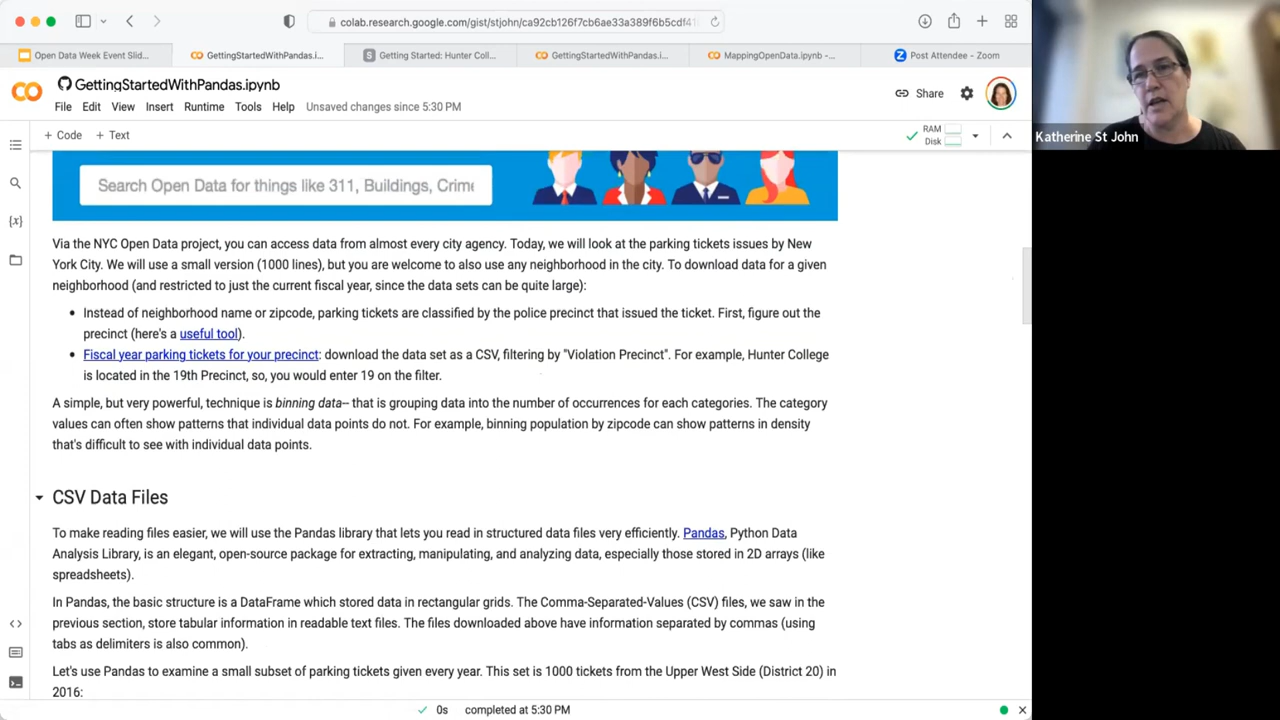 colab.research.google.com/gist/stjohn/ca92cb126f7cb6ae33a389f6b5cdf41
Open Data Week Event Slid...
GettingStartedWithPandas.i...
Getting Started: Hunter Coll...
GettingStartedWithPandas.i...
MappingOpenData.ipynb -...
Post Attendee - Zoom
GettingStartedWithPandas.ipynb
File Edit View Insert Runtime Tools Help Unsaved changes since 5:30 PM
Share
+ Code + Text
RAM
Disk
Katherine St John
Search Open Data for things like 311, Buildings, Crime
Via the NYC Open Data project, you can access data from almost every city agency. Today, we will look at the parking tickets issues by New
York City. We will use a small version (1000 lines), but you are welcome to also use any neighborhood in the city. To download data for a given
neighborhood (and restricted to just the current fiscal year, since the data sets can be quite large):
• Instead of neighborhood name or zipcode, parking tickets are classified by the police precinct that issued the ticket. First, figure out the
precinct (here's a useful tool).
• Fiscal year parking tickets for your precinct: download the data set as a CSV, filtering by "Violation Precinct". For example, Hunter College
is located in the 19th Precinct, so, you would enter 19 on the filter.
A simple, but very powerful, technique is binning data-- that is grouping data into the number of occurrences for each categories. The category
values can often show patterns that individual data points do not. For example, binning population by zipcode can show patterns in density
that's difficult to see with individual data points.
CSV Data Files
To make reading files easier, we will use the Pandas library that lets you read in structured data files very efficiently. Pandas, Python Data
Analysis Library, is an elegant, open-source package for extracting, manipulating, and analyzing data, especially those stored in 2D arrays (like
spreadsheets).
In Pandas, the basic structure is a DataFrame which stored data in rectangular grids. The Comma-Separated-Values (CSV) files, we saw in the
previous section, store tabular information in readable text files. The files downloaded above have information separated by commas (using
tabs as delimiters is also common).
Let's use Pandas to examine a small subset of parking tickets given every year. This set is 1000 tickets from the Upper West Side (District 20) in
2016:
0s completed at 5:30 PM